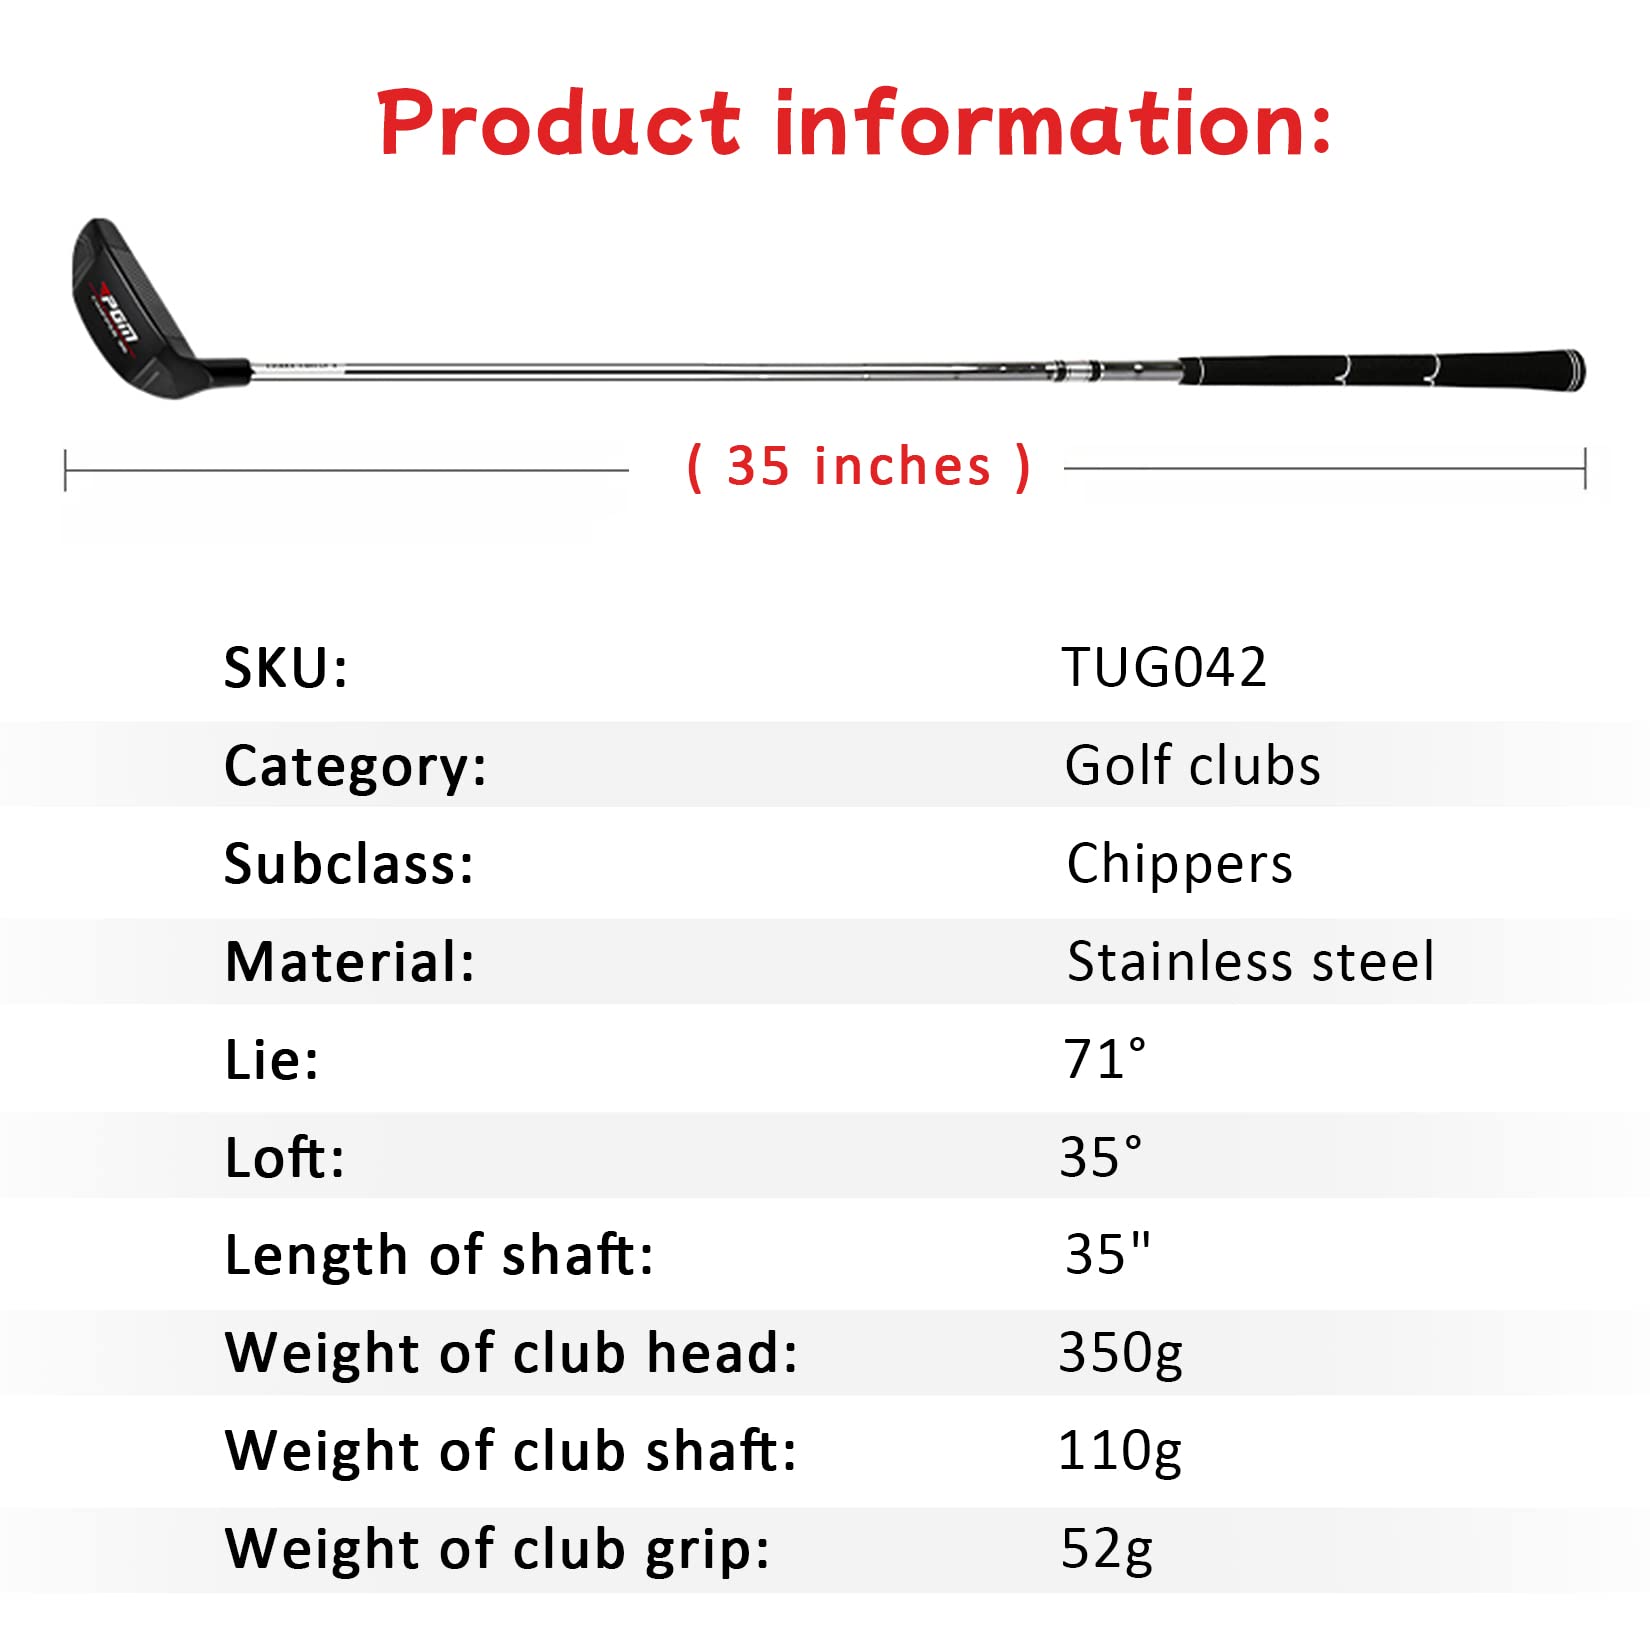 Product information:
PGM
( 35 inches )
SKU: TUG042
Category: Golf clubs
Subclass: Chippers
Material: Stainless steel
Lie: 71°
Loft: 35°
Length of shaft: 35"
Weight of club head: 350g
Weight of club shaft: 110g
Weight of club grip: 52g